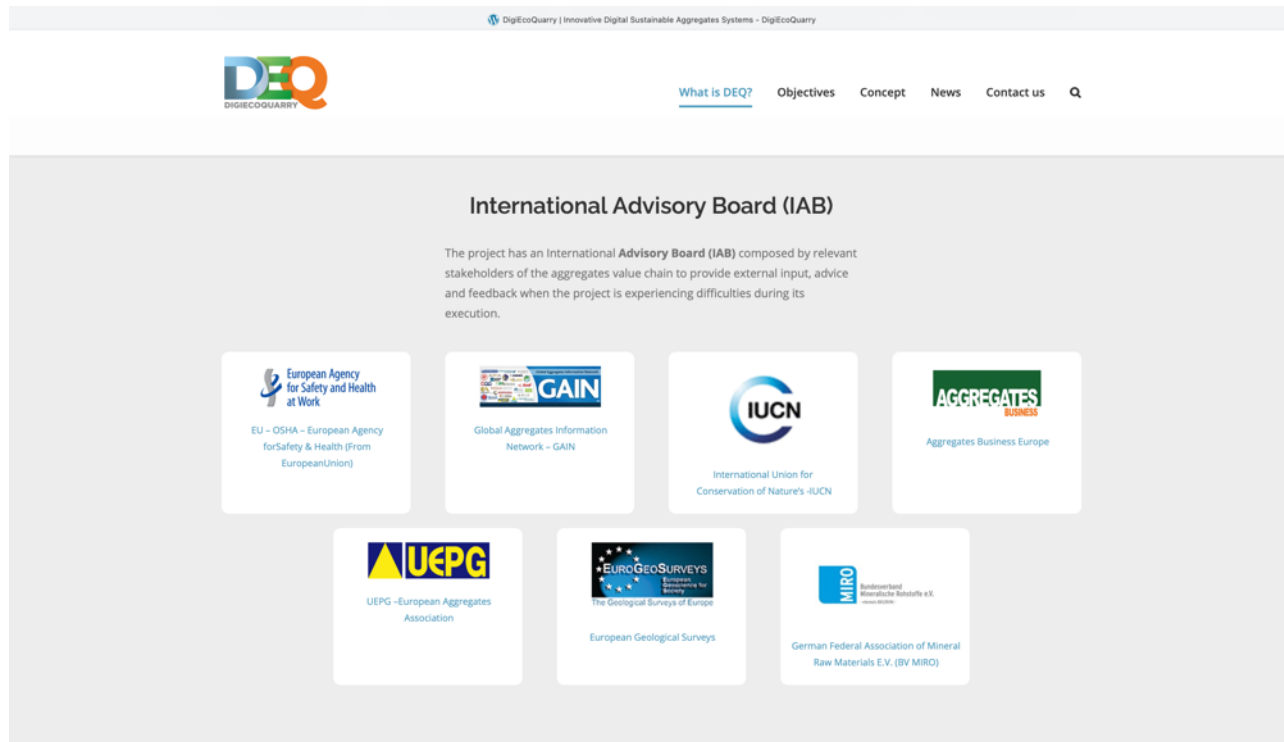 DigiEcoQuarry | Innovative Digital Sustainable Aggregates Systems - DigiEcoQuarry
DEQ
DIGIECOQUARRY
What is DEQ? Objectives Concept News Contact us
International Advisory Board (IAB)
The project has an International Advisory Board (IAB) composed by relevant
stakeholders of the aggregates value chain to provide external input, advice
and feedback when the project is experiencing difficulties during its
execution.
European Agency
for Safety and Health
at Work
EU – OSHA – European Agency
forSafety & Health (From
EuropeanUnion)
GAIN
Global Aggregates Information
Network – GAIN
IUCN
International Union for
Conservation of Nature's -IUCN
AGGREGATES
BUSINESS
Aggregates Business Europe
UEPG
UEPG –European Aggregates
Association
EUROGEOSURVEYS
European
Geoscience for
Society
The Geological Surveys of Europe
European Geological Surveys
MIRO
Bundesverband
Mineralische Rohstoffe e.V.
German Federal Association of Mineral
Raw Materials E.V. (BV MIRO)